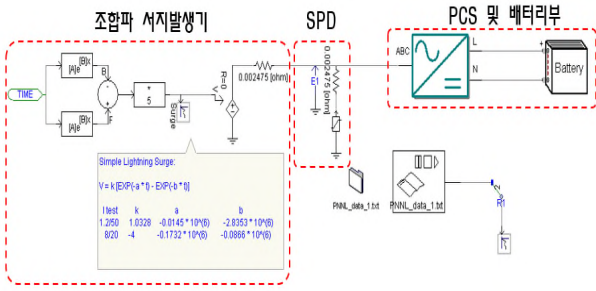 조합파 서지발생기
SPD
PCS 및 배터리부
TIME
[A]e [B]x
[A]e [B]x
B
F
*
5
Surge
V
R=0
0.002475 [ohm]
E1
0.002475 [ohm]
ABC
L
N
+
-
Battery
Simple Lightning Surge:
V = k [EXP(-a * t) - EXP(-b * t)]
I test k a b
1.2/50 1.0328 -0.0145 * 10^(6) -2.8353 * 10^(6)
8/20 -4 -0.1732 * 10^(6) -0.0866 * 10^(6)
PNNL_data_1.txt
PNNL_data_1.txt
2
R1